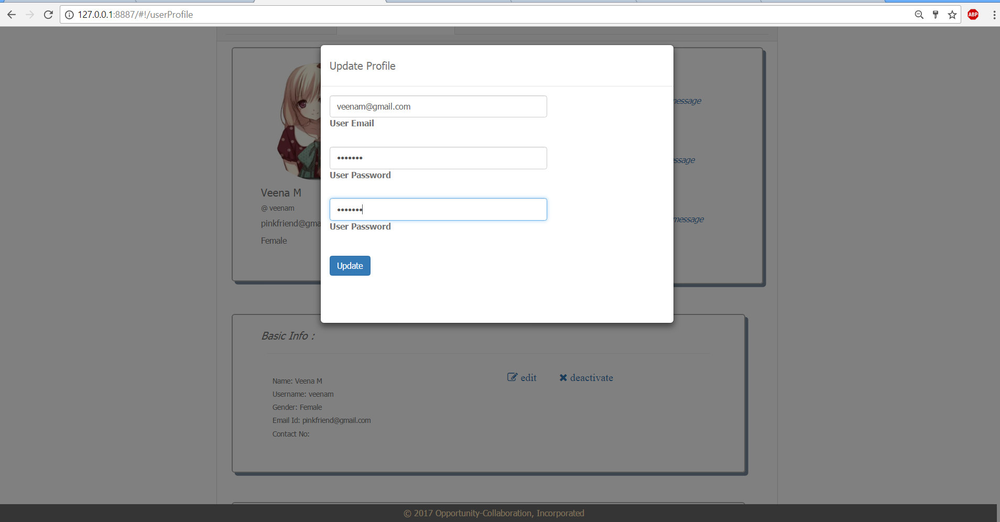 127.0.0.1:8887/#!/userProfile
ABP
Update Profile
veenam@gmail.com
User Email
•••••••
User Password
•••••••
User Password
Update
message
Veena M
@ veenam
pinkfriend@gma
Female
message
Basic Info :
edit
deactivate
Name: Veena M
Username: veenam
Gender: Female
Email Id: pinkfriend@gmail.com
Contact No:
© 2017 Opportunity-Collaboration, Incorporated